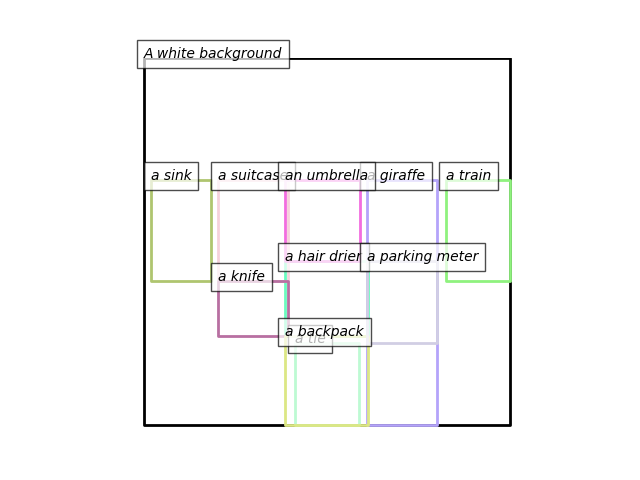 A white background
a sink
a suitcase
an umbrella
a giraffe
a train
a hair drier
a parking meter
a knife
a backpack
a tie